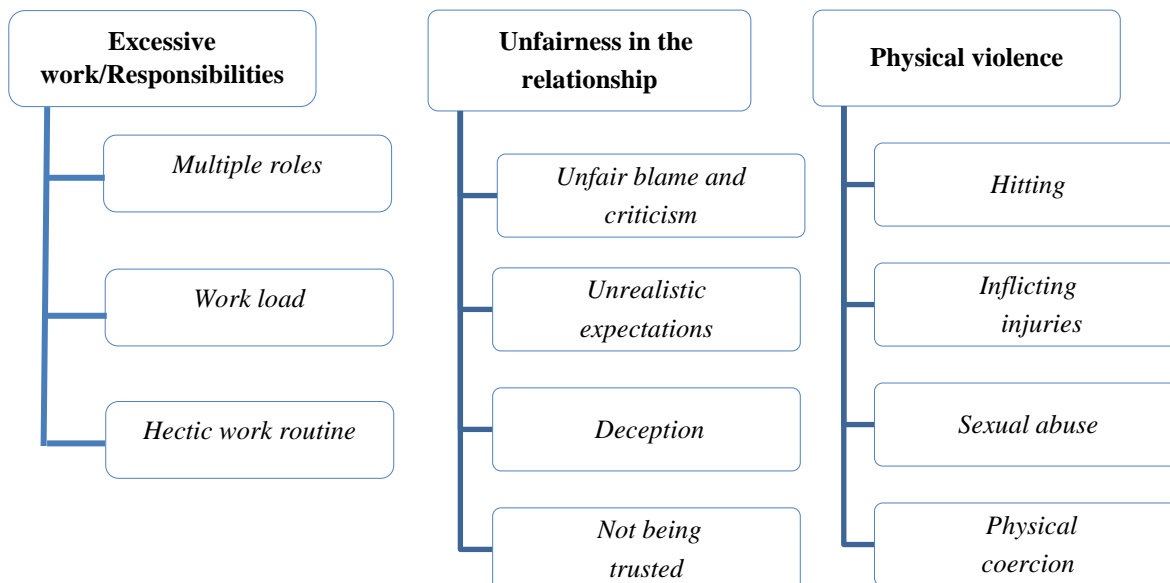 Excessive
work/Responsibilities
Multiple roles
Work load
Hectic work routine
Unfairness in the
relationship
Unfair blame and
criticism
Unrealistic
expectations
Deception
Not being
trusted
Physical violence
Hitting
Inflicting
injuries
Sexual abuse
Physical
coercion